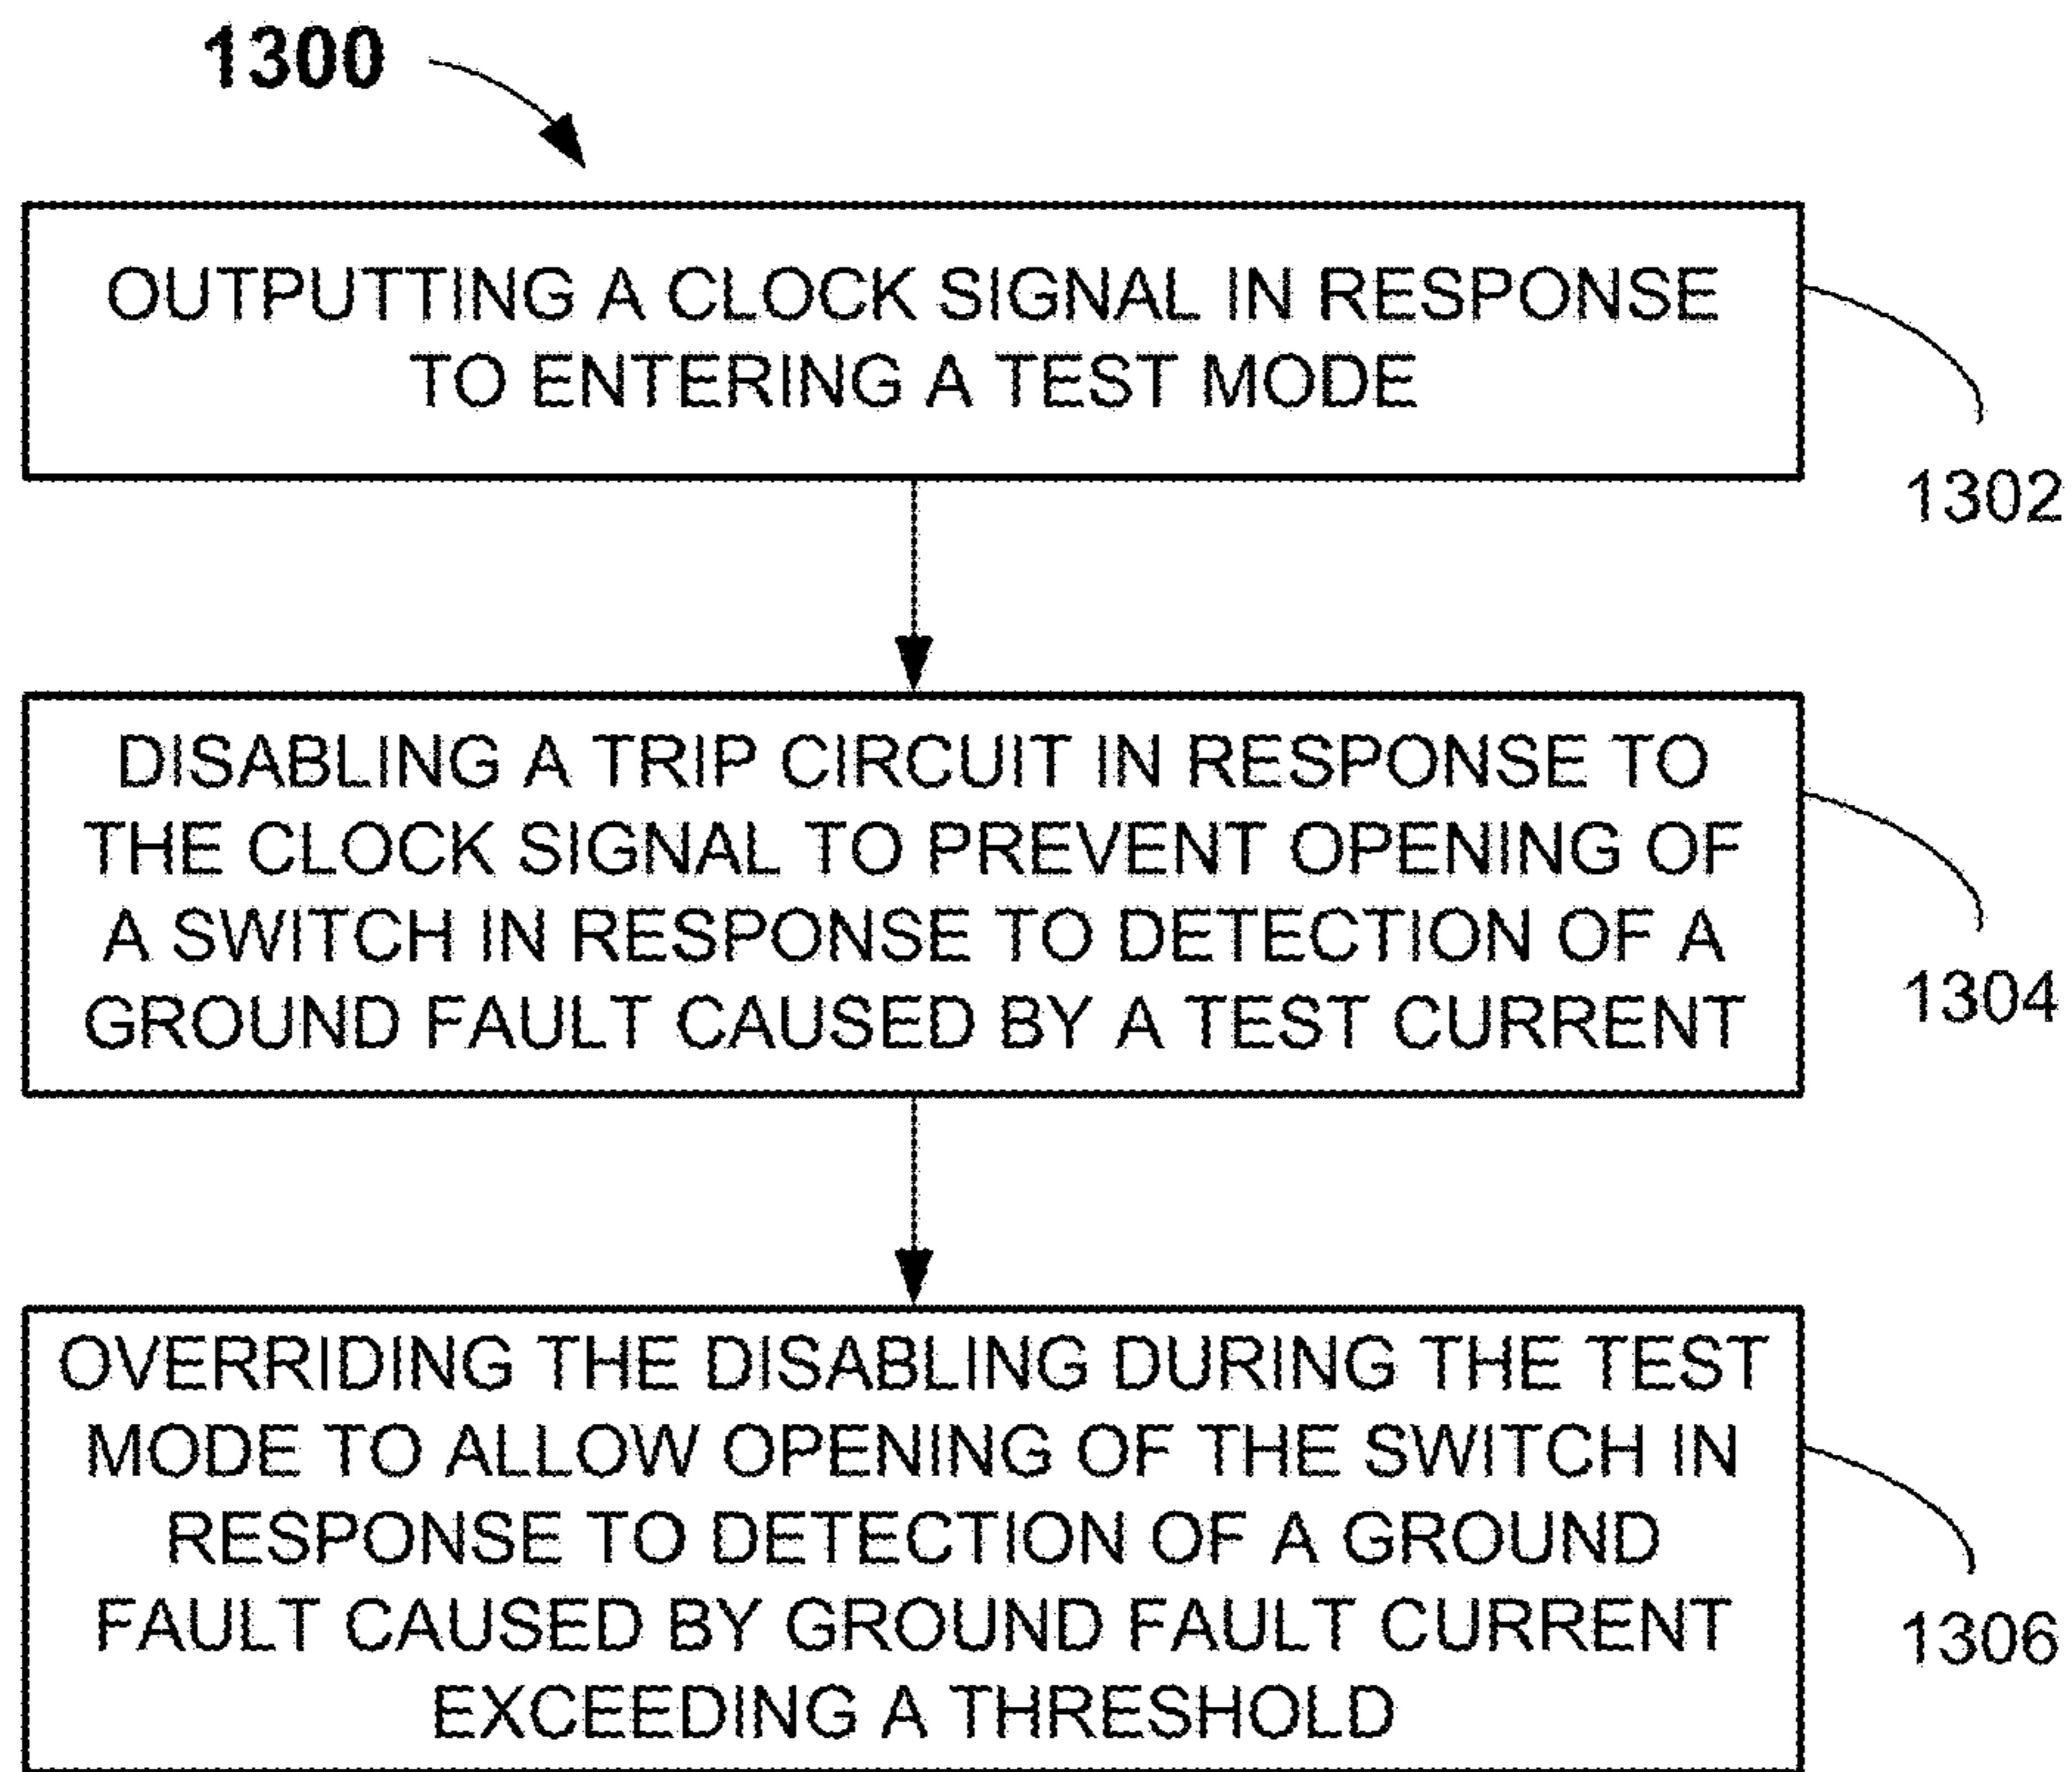 1300
OUTPUTTING A CLOCK SIGNAL IN RESPONSE
TO ENTERING A TEST MODE
1302
DISABLING A TRIP CIRCUIT IN RESPONSE TO
THE CLOCK SIGNAL TO PREVENT OPENING OF
A SWITCH IN RESPONSE TO DETECTION OF A
GROUND FAULT CAUSED BY A TEST CURRENT
1304
OVERRIDING THE DISABLING DURING THE TEST
MODE TO ALLOW OPENING OF THE SWITCH IN
RESPONSE TO DETECTION OF A GROUND
FAULT CAUSED BY GROUND FAULT CURRENT
EXCEEDING A THRESHOLD
1306